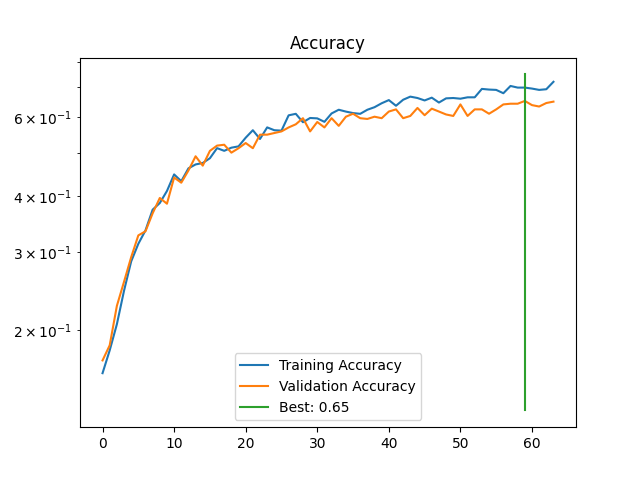 Accuracy
6 × 10⁻¹
4 × 10⁻¹
3 × 10⁻¹
2 × 10⁻¹
Training Accuracy
Validation Accuracy
Best: 0.65
0 10 20 30 40 50 60